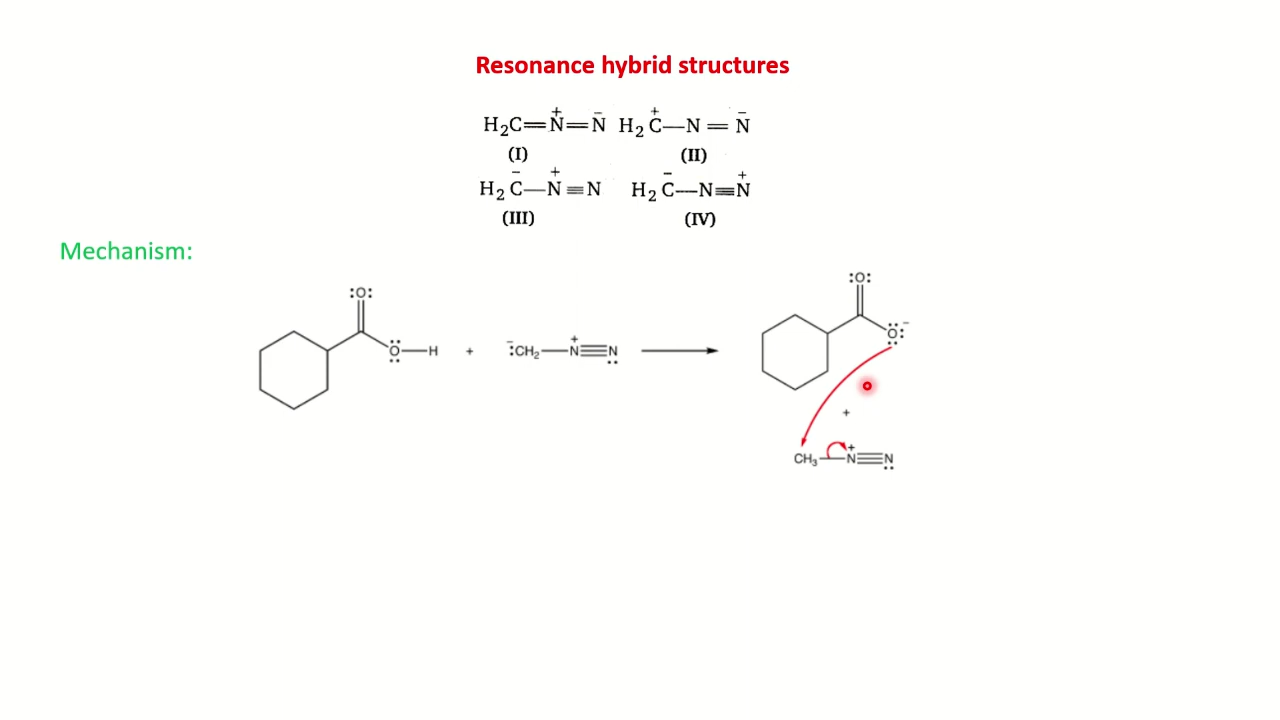 Resonance hybrid structures
H₂C=N⁺=N⁻ H₂C⁺—N=N⁻
(I) (II)
H₂C⁻—N⁺≡N H₂C⁻—N≡N⁺
(III) (IV)
Mechanism:
:O: :O:
O—H + ⁻:CH₂—N⁺≡N O:⁻
+
CH₃—N⁺≡N